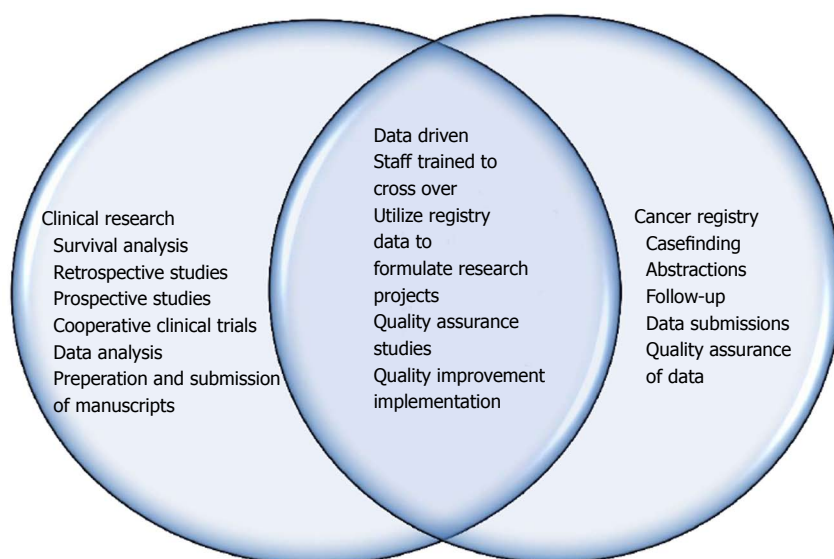 Clinical research
Survival analysis
Retrospective studies
Prospective studies
Cooperative clinical trials
Data analysis
Preperation and submission
of manuscripts
Data driven
Staff trained to
cross over
Utilize registry
data to
formulate research
projects
Quality assurance
studies
Quality improvement
implementation
Cancer registry
Casefinding
Abstractions
Follow-up
Data submissions
Quality assurance
of data